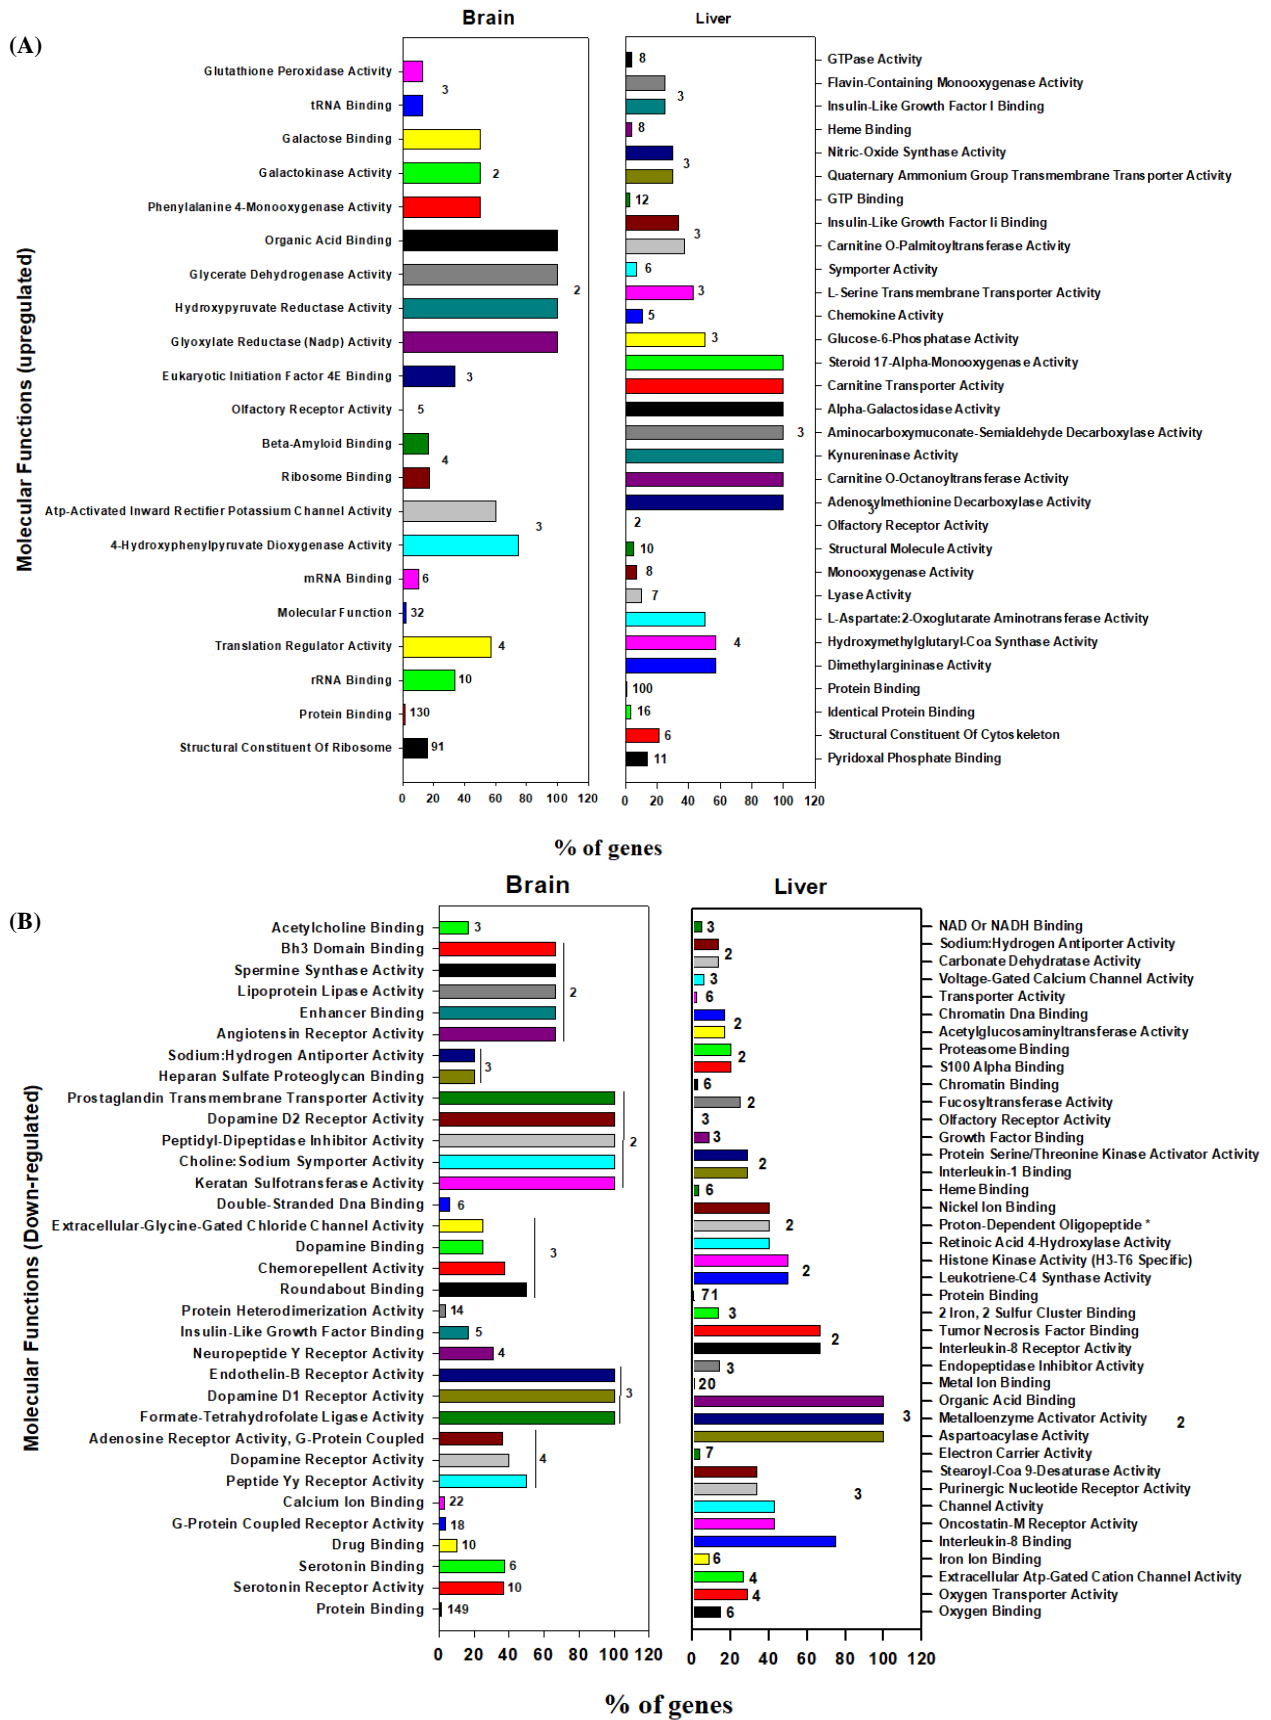 (A)
Brain
Molecular Functions (upregulated)
Glutathione Peroxidase Activity
3
tRNA Binding
Galactose Binding
Galactokinase Activity
2
Phenylalanine 4-Monooxygenase Activity
Organic Acid Binding
Glycerate Dehydrogenase Activity
2
Hydroxypyruvate Reductase Activity
Glyoxylate Reductase (Nadp) Activity
Eukaryotic Initiation Factor 4E Binding
3
Olfactory Receptor Activity
5
Beta-Amyloid Binding
4
Ribosome Binding
Atp-Activated Inward Rectifier Potassium Channel Activity
3
4-Hydroxyphenylpyruvate Dioxygenase Activity
mRNA Binding
6
Molecular Function
32
Translation Regulator Activity
4
rRNA Binding
10
Protein Binding
130
Structural Constituent Of Ribosome
91
0 20 40 60 80 100 120
Liver
8
GTPase Activity
Flavin-Containing Monooxygenase Activity
3
Insulin-Like Growth Factor I Binding
8
Heme Binding
Nitric-Oxide Synthase Activity
3
Quaternary Ammonium Group Transmembrane Transporter Activity
12
GTP Binding
Insulin-Like Growth Factor Ii Binding
3
Carnitine O-Palmitoyltransferase Activity
6
Symporter Activity
3
L-Serine Transmembrane Transporter Activity
5
Chemokine Activity
3
Glucose-6-Phosphatase Activity
Steroid 17-Alpha-Monooxygenase Activity
Carnitine Transporter Activity
Alpha-Galactosidase Activity
3
Aminocarboxymuconate-Semialdehyde Decarboxylase Activity
Kynureninase Activity
Carnitine O-Octanoyltransferase Activity
Adenosylmethionine Decarboxylase Activity
3
2
Olfactory Receptor Activity
10
Structural Molecule Activity
8
Monooxygenase Activity
7
Lyase Activity
L-Aspartate:2-Oxoglutarate Aminotransferase Activity
4
Hydroxymethylglutaryl-Coa Synthase Activity
Dimethylargininase Activity
100
Protein Binding
16
Identical Protein Binding
6
Structural Constituent Of Cytoskeleton
11
Pyridoxal Phosphate Binding
0 20 40 60 80 100 120
% of genes
(B)
Brain
Molecular Functions (Down-regulated)
Acetylcholine Binding
3
Bh3 Domain Binding
Spermine Synthase Activity
Lipoprotein Lipase Activity
2
Enhancer Binding
Angiotensin Receptor Activity
Sodium:Hydrogen Antiporter Activity
3
Heparan Sulfate Proteoglycan Binding
Prostaglandin Transmembrane Transporter Activity
Dopamine D2 Receptor Activity
Peptidyl-Dipeptidase Inhibitor Activity
2
Choline:Sodium Symporter Activity
Keratan Sulfotransferase Activity
Double-Stranded Dna Binding
6
Extracellular-Glycine-Gated Chloride Channel Activity
Dopamine Binding
3
Chemorepellent Activity
Roundabout Binding
Protein Heterodimerization Activity
14
Insulin-Like Growth Factor Binding
5
Neuropeptide Y Receptor Activity
4
Endothelin-B Receptor Activity
Dopamine D1 Receptor Activity
3
Formate-Tetrahydrofolate Ligase Activity
Adenosine Receptor Activity, G-Protein Coupled
Dopamine Receptor Activity
4
Peptide Yy Receptor Activity
Calcium Ion Binding
22
G-Protein Coupled Receptor Activity
18
Drug Binding
10
Serotonin Binding
6
Serotonin Receptor Activity
10
Protein Binding
149
0 20 40 60 80 100 120
Liver
3
NAD Or NADH Binding
Sodium:Hydrogen Antiporter Activity
2
Carbonate Dehydratase Activity
3
Voltage-Gated Calcium Channel Activity
6
Transporter Activity
Chromatin Dna Binding
2
Acetylglucosaminyltransferase Activity
Proteasome Binding
2
S100 Alpha Binding
6
Chromatin Binding
2
Fucosyltransferase Activity
3
Olfactory Receptor Activity
3
Growth Factor Binding
Protein Serine/Threonine Kinase Activator Activity
2
Interleukin-1 Binding
6
Heme Binding
Nickel Ion Binding
2
Proton-Dependent Oligopeptide *
Retinoic Acid 4-Hydroxylase Activity
Histone Kinase Activity (H3-T6 Specific)
2
Leukotriene-C4 Synthase Activity
71
Protein Binding
3
2 Iron, 2 Sulfur Cluster Binding
Tumor Necrosis Factor Binding
2
Interleukin-8 Receptor Activity
3
Endopeptidase Inhibitor Activity
20
Metal Ion Binding
Organic Acid Binding
3
Metalloenzyme Activator Activity
2
Aspartoacylase Activity
7
Electron Carrier Activity
Stearoyl-Coa 9-Desaturase Activity
3
Purinergic Nucleotide Receptor Activity
Channel Activity
Oncostatin-M Receptor Activity
Interleukin-8 Binding
6
Iron Ion Binding
4
Extracellular Atp-Gated Cation Channel Activity
4
Oxygen Transporter Activity
6
Oxygen Binding
0 20 40 60 80 100 120
% of genes